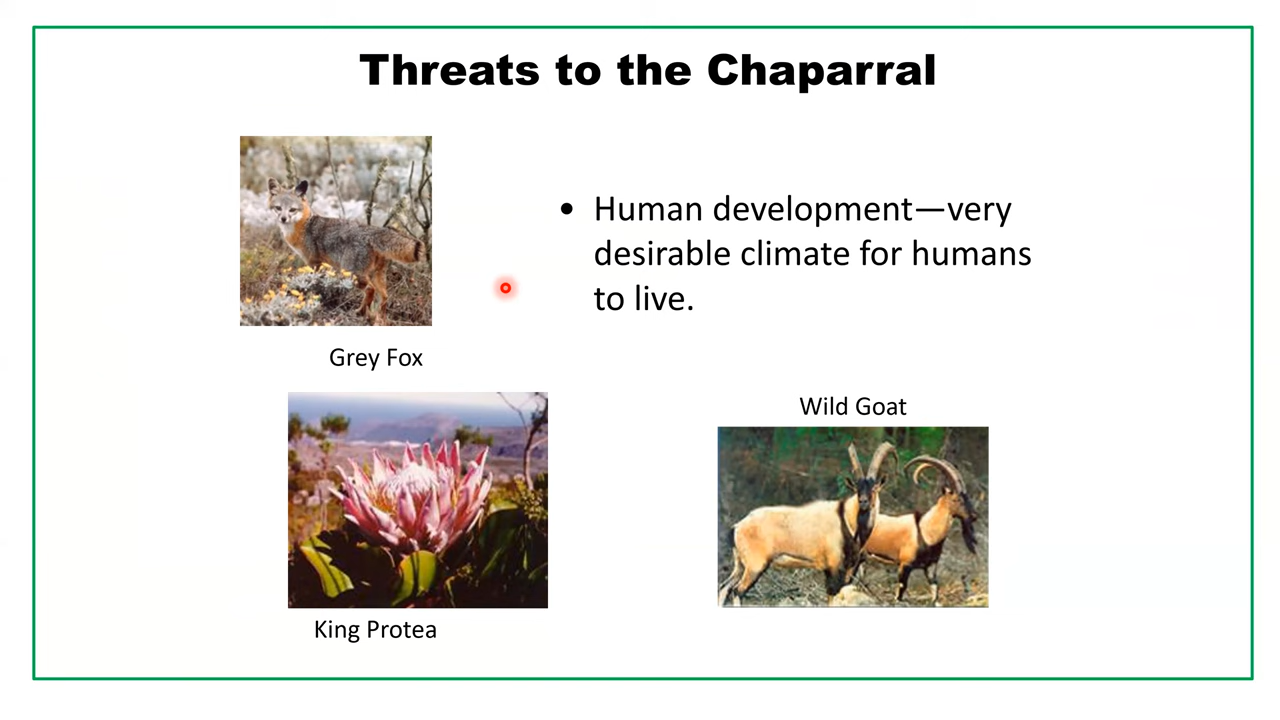 Threats to the Chaparral
• Human development—very
desirable climate for humans
to live.
Grey Fox
Wild Goat
King Protea